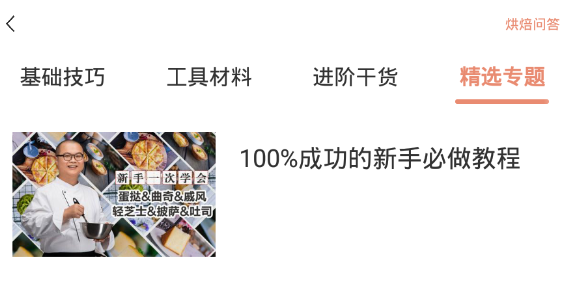 烘焙问答
基础技巧 工具材料 进阶干货 精选专题
100%成功的新手必做教程
新手一次学会
蛋挞&曲奇&戚风
轻芝士&披萨&吐司